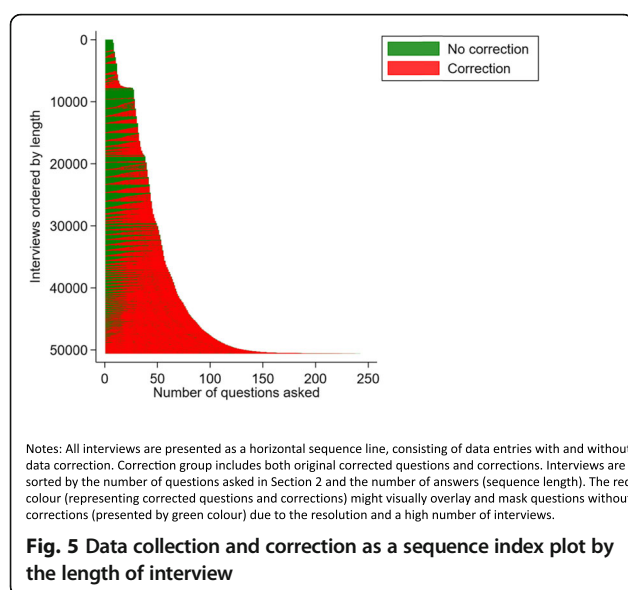 No correction
Correction
0
10000
20000
30000
40000
50000
Interviews ordered by length
0 50 100 150 200 250
Number of questions asked
Notes: All interviews are presented as a horizontal sequence line, consisting of data entries with and without
data correction. Correction group includes both original corrected questions and corrections. Interviews are
sorted by the number of questions asked in Section 2 and the number of answers (sequence length). The red
colour (representing corrected questions and corrections) might visually overlay and mask questions without
corrections (presented by green colour) due to the resolution and a high number of interviews.
Fig. 5 Data collection and correction as a sequence index plot by
the length of interview